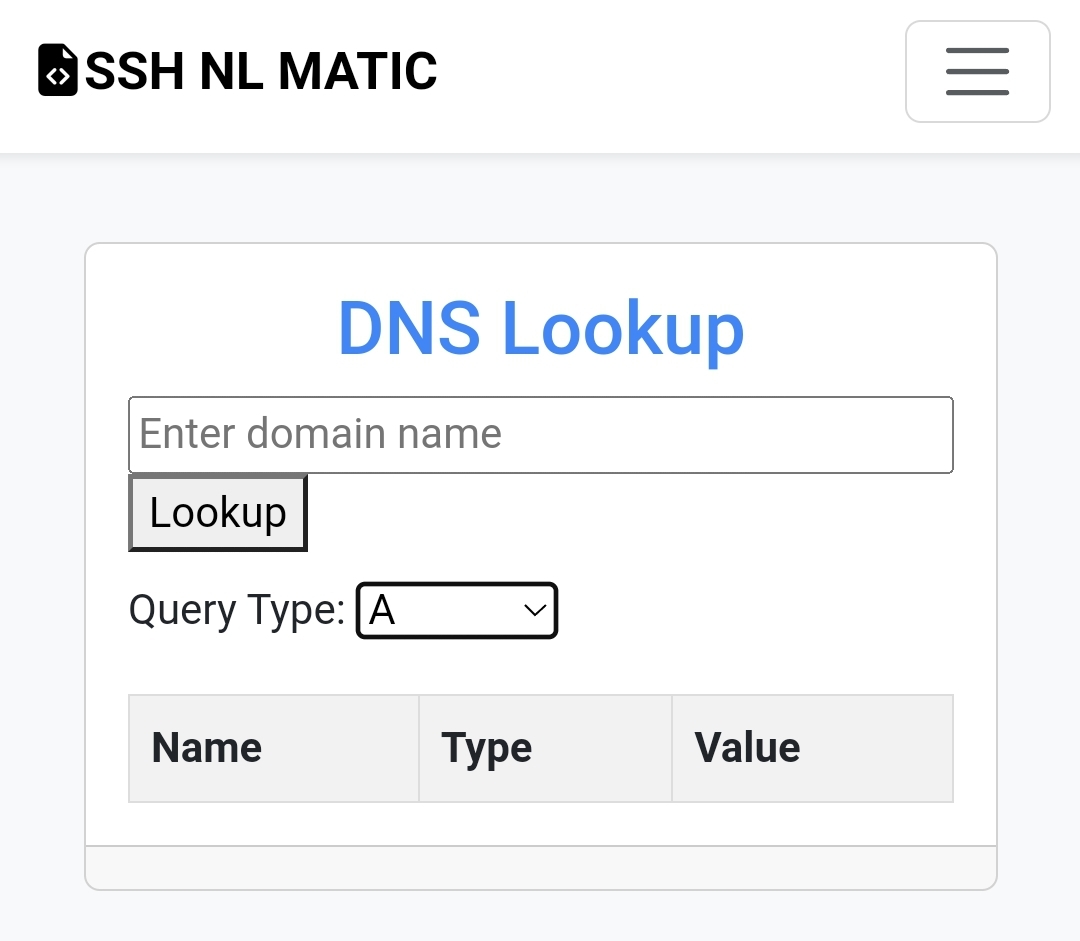 SSH NL MATIC
DNS Lookup
Enter domain name
Lookup
Query Type: A
Name Type Value